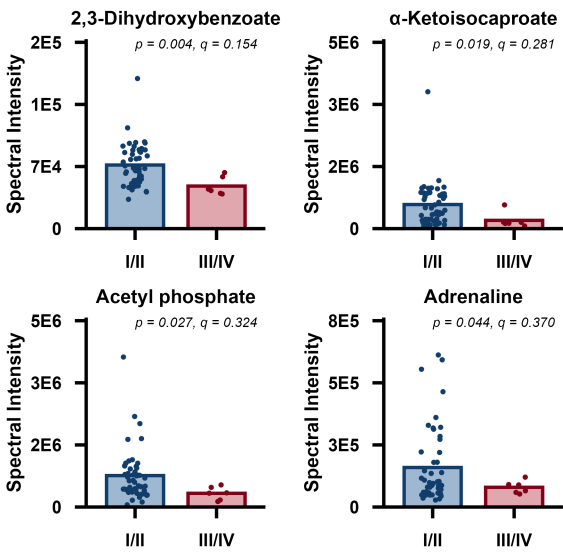 2,3-Dihydroxybenzoate
p = 0.004, q = 0.154
Spectral Intensity
2E5
1E5
7E4
0
I/II
III/IV
α-Ketoisocaproate
p = 0.019, q = 0.281
Spectral Intensity
5E6
3E6
2E6
0
I/II
III/IV
Acetyl phosphate
p = 0.027, q = 0.324
Spectral Intensity
5E6
3E6
2E6
0
I/II
III/IV
Adrenaline
p = 0.044, q = 0.370
Spectral Intensity
8E5
5E5
3E5
0
I/II
III/IV